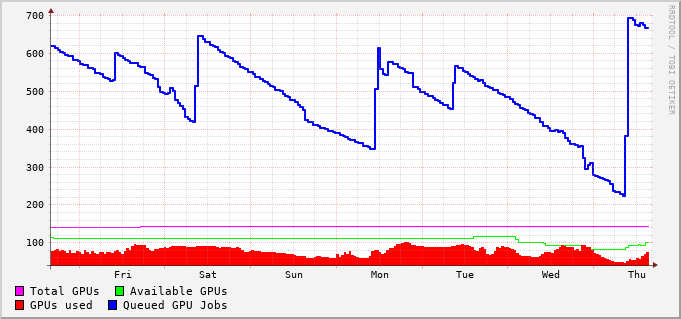 700
600
500
400
300
200
100
Fri Sat Sun Mon Tue Wed Thu
Total GPUs Available GPUs
GPUs used Queued GPU Jobs
RRDTOOL / TOBI OETIKER